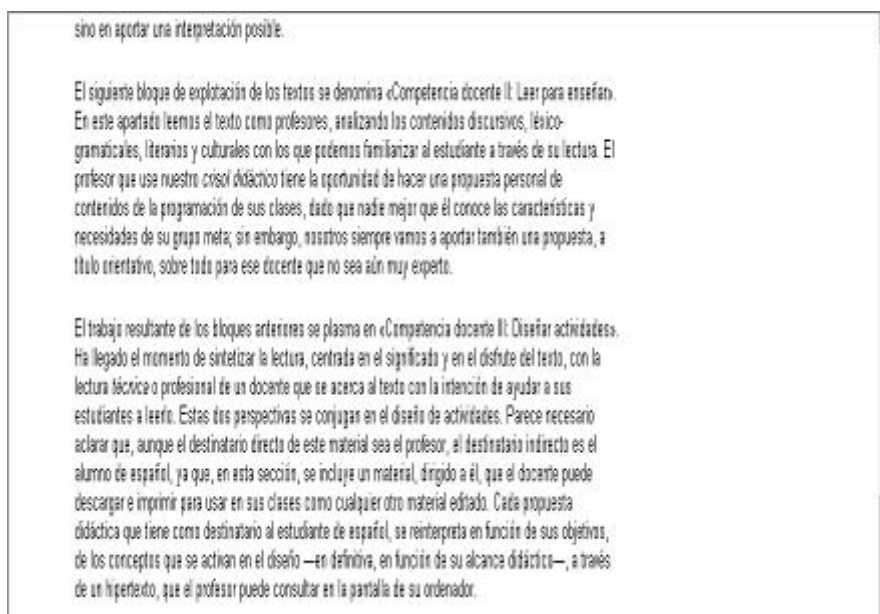 sino en aportar una interpretación posible.
El siguiente bloque de explotación de los textos se denomina «Competencia docente II: Leer para enseñar».
En este apartado leemos el texto como profesores, analizando los contenidos discursivos, léxico-
gramaticales, literarios y culturales con los que podemos familiarizar al estudiante a través de su lectura. El
profesor que use nuestro crisol didáctico tiene la oportunidad de hacer una propuesta personal de
contenidos de la programación de sus clases, dado que nadie mejor que él conoce las características y
necesidades de su grupo meta; sin embargo, nosotros siempre vamos a aportar también una propuesta, a
título orientativo, sobre todo para ese docente que no sea aún muy experto.
El trabajo resultante de los bloques anteriores se plasma en «Competencia docente III: Diseñar actividades».
Ha llegado el momento de sintetizar la lectura, centrada en el significado y en el disfrute del texto, con la
lectura técnica o profesional de un docente que se acerca al texto con la intención de ayudar a sus
estudiantes a leerlo. Estas dos perspectivas se conjugan en el diseño de actividades. Parece necesario
aclarar que, aunque el destinatario directo de este material sea el profesor, el destinatario indirecto es el
alumno de español, ya que, en esta sección, se incluye un material, dirigido a él, que el docente puede
descargar e imprimir para usar en sus clases como cualquier otro material editado. Cada propuesta
didáctica que tiene como destinatario al estudiante de español, se reinterpreta en función de sus objetivos,
de los conceptos que se activan en el diseño —en definitiva, en función de su alcance didáctico—, a través
de un hipertexto, que el profesor puede consultar en la pantalla de su ordenador.